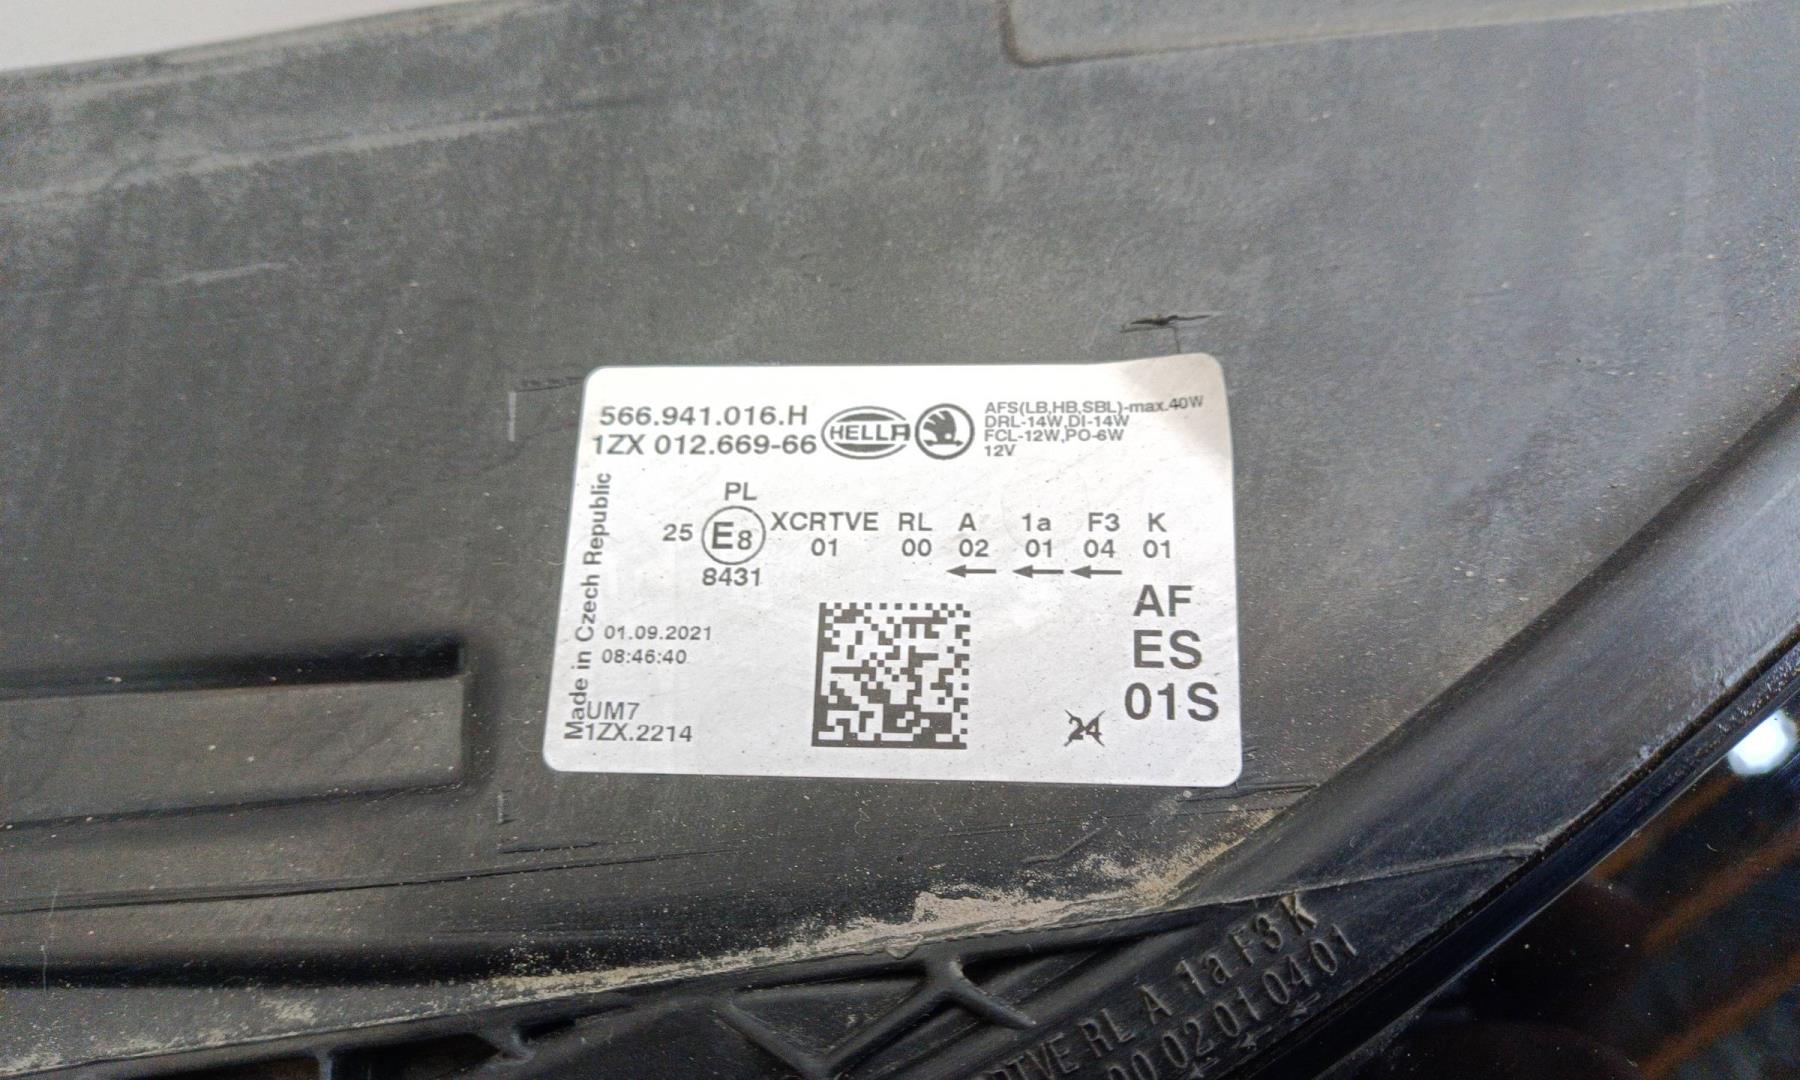 566.941.016.H
1ZX 012.669-66
HELLA
AFS(LB,HB,SBL)-max.40W
DRL-14W,DI-14W
FCL-12W,PO-6W
12V
Made in Czech Republic
PL
25 E8 XCRTVE RL A 1a F3 K
01 00 02 01 04 01
8431
← ← ←
AF
ES
01S
01.09.2021
08:46:40
UM7
1ZX.2214
24
RTVE RL A 1a F3 K
00 02 01 04 01